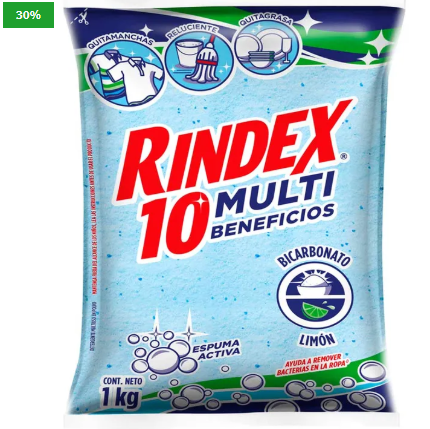 30%
QUITAMANCHAS
RELUCIENTE
QUITAGRASA
RINDEX®
10 MULTI
BENEFICIOS
BICARBONATO
LIMÓN
ESPUMA
ACTIVA
AYUDA A REMOVER
BACTERIAS EN LA ROPA
CONT. NETO
1 kg